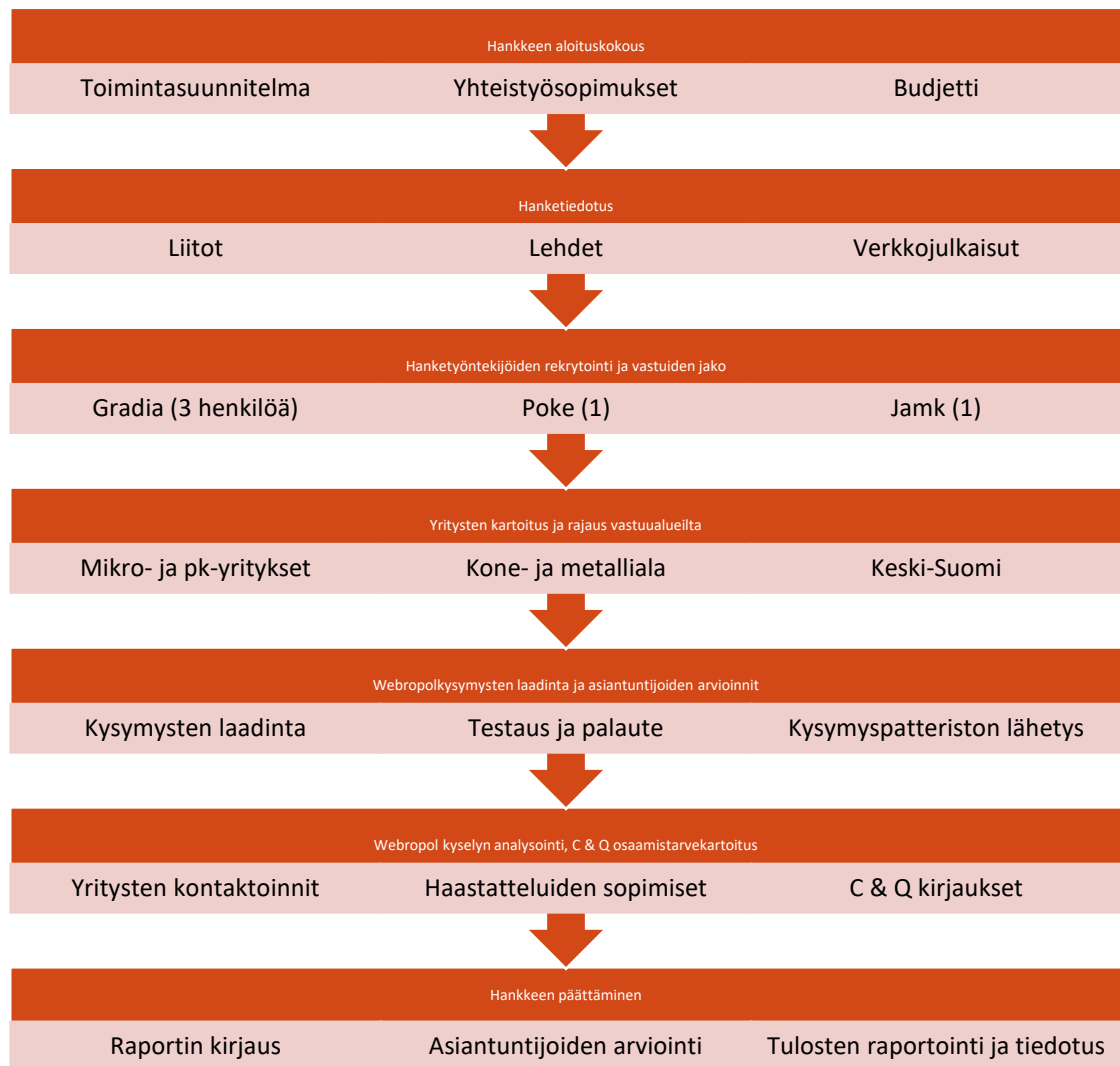 Hankkeen aloituskokous
Toimintasuunnitelma Yhteistyösopimukset Budjetti
Hanketiedotus
Liitot Lehdet Verkkojulkaisut
Hanketyöntekijöiden rekrytointi ja vastuiden jako
Gradia (3 henkilöä) Poke (1) Jamk (1)
Yritysten kartoitus ja rajaus vastuualueilta
Mikro- ja pk-yritykset Kone- ja metalliala Keski-Suomi
Webropolkysymysten laadinta ja asiantuntijoiden arvioinnit
Kysymysten laadinta Testaus ja palaute Kysymyspatteriston lähetys
Webropol kyselyn analysointi, C & Q osaamistarvekartoitus
Yritysten kontaktoinnit Haastatteluiden sopimiset C & Q kirjaukset
Hankkeen päättäminen
Raportin kirjaus Asiantuntijoiden arviointi Tulosten raportointi ja tiedotus